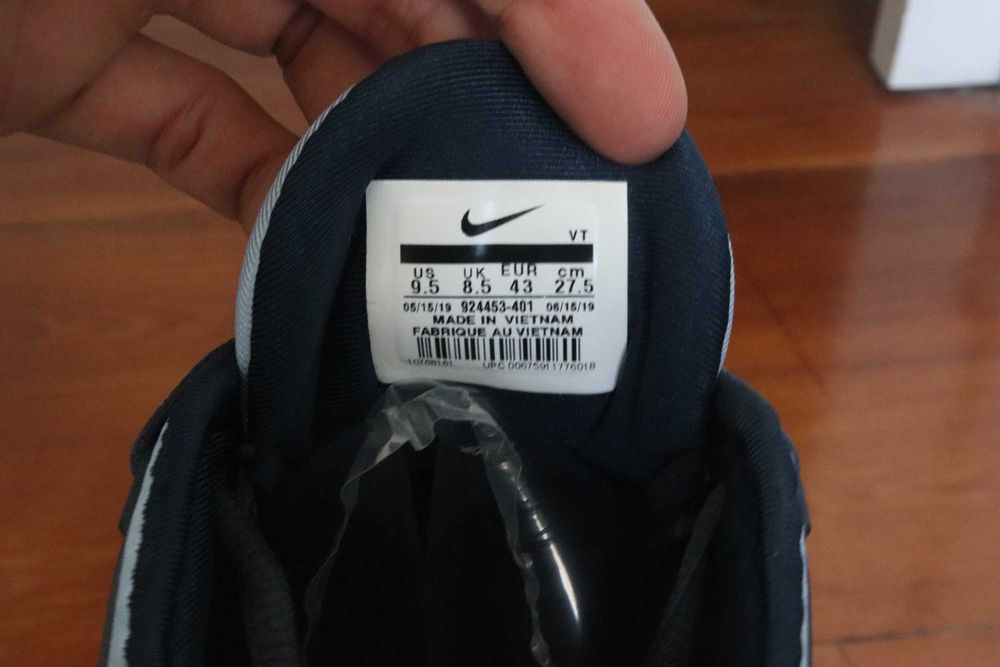 VT
US UK EUR cm
9.5 8.5 43 27.5
05/15/19 924453-401 06/15/19
MADE IN VIETNAM
FABRIQUE AU VIETNAM
UPC 00675911776018